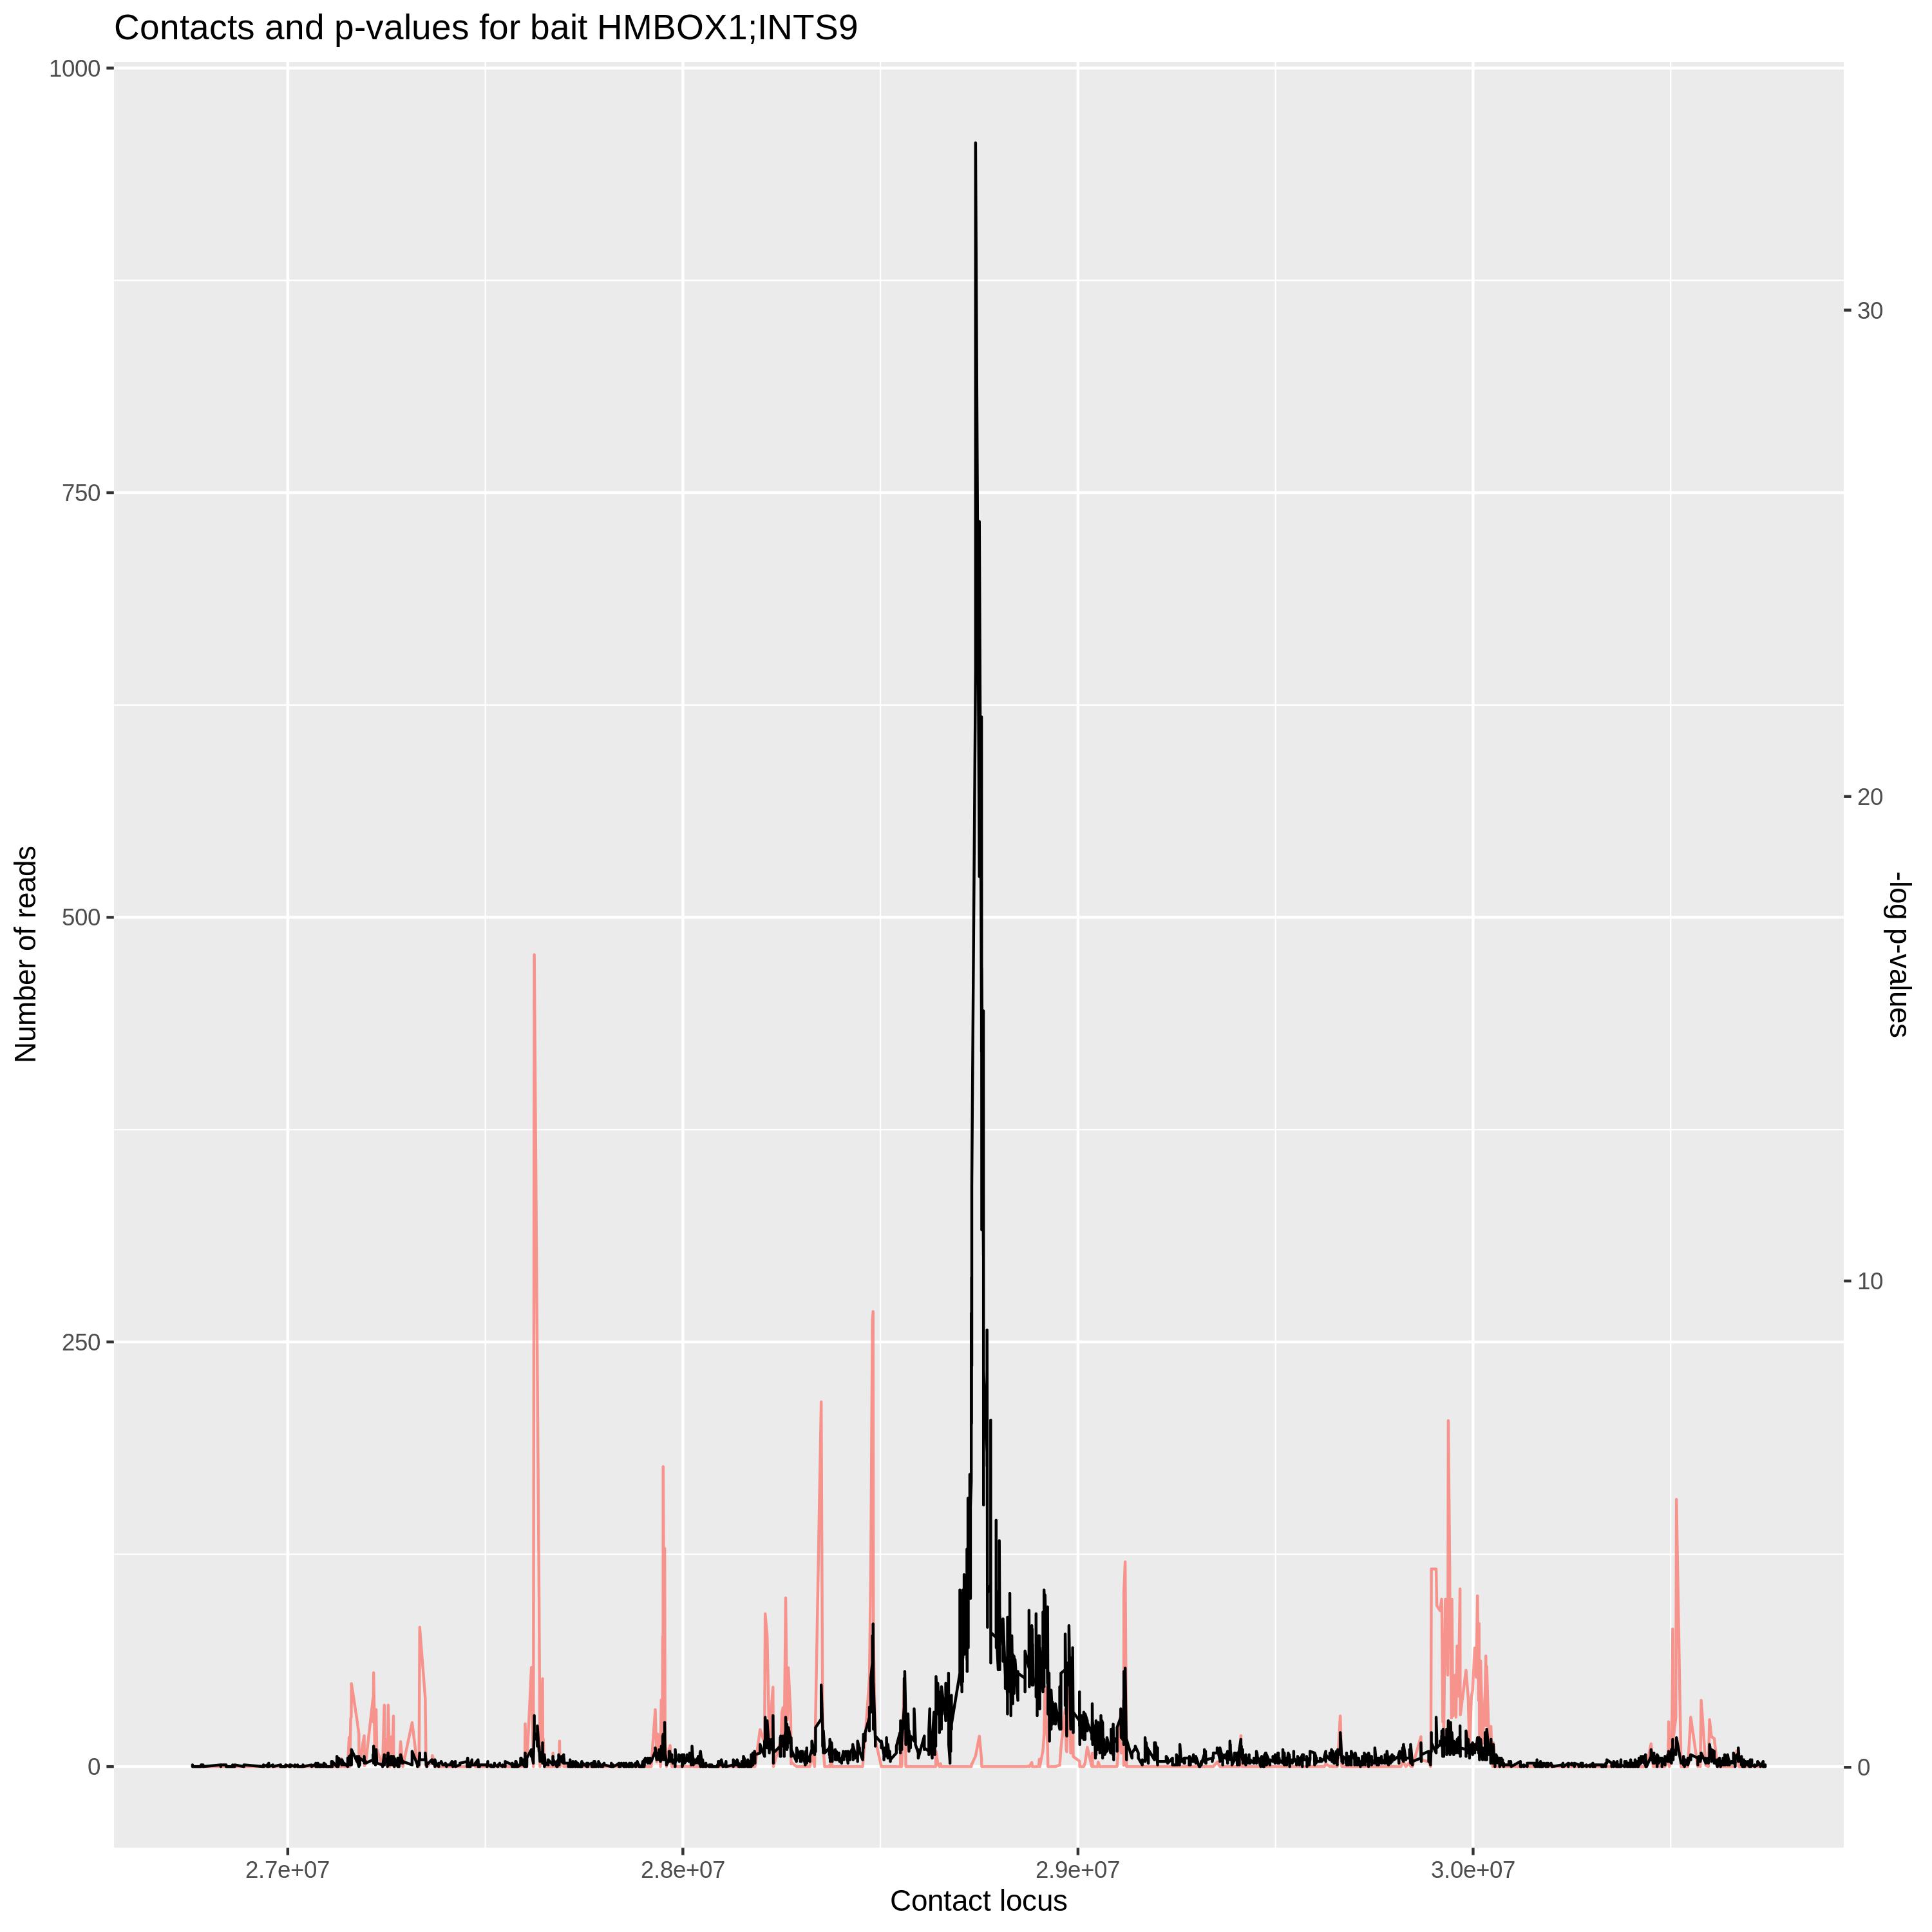 Contacts and p-values for bait HMBOX1;INTS9
1000
750
500
250
0
Number of reads
30
20
10
0
-log p-values
2.7e+07
2.8e+07
2.9e+07
3.0e+07
Contact locus